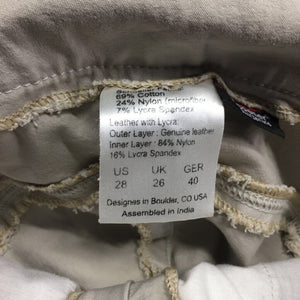 69% Cotton
24% Nylon (microfiber
7% Lycra Spandex
Leather with Lycra:
Outer Layer : Genuine leather
Inner Layer : 84% Nylon
16% Lycra Spandex
US UK GER
28 26 40
Designes in Boulder, CO USA
Assembled in India